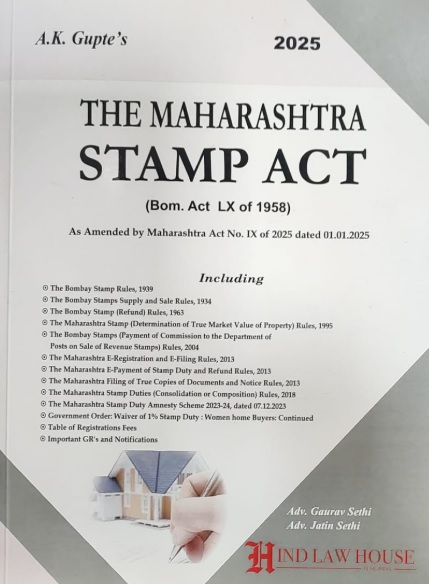 A.K. Gupte's
2025
THE MAHARASHTRA
STAMP ACT
(Bom. Act LX of 1958)
As Amended by Maharashtra Act No. IX of 2025 dated 01.01.2025
Including
⊙ The Bombay Stamp Rules, 1939
⊙ The Bombay Stamps Supply and Sale Rules, 1934
⊙ The Bombay Stamp (Refund) Rules, 1963
⊙ The Maharashtra Stamp (Determination of True Market Value of Property) Rules, 1995
⊙ The Bombay Stamps (Payment of Commission to the Department of
Posts on Sale of Revenue Stamps) Rules, 2004
⊙ The Maharashtra E-Registration and E-Filing Rules, 2013
⊙ The Maharashtra E-Payment of Stamp Duty and Refund Rules, 2013
⊙ The Maharashtra Filing of True Copies of Documents and Notice Rules, 2013
⊙ The Maharashtra Stamp Duties (Consolidation or Composition) Rules, 2018
⊙ The Maharashtra Stamp Duty Amnesty Scheme 2023-24, dated 07.12.2023
⊙ Government Order: Waiver of 1% Stamp Duty : Women home Buyers: Continued
⊙ Table of Registrations Fees
⊙ Important GR's and Notifications
Adv. Gaurav Sethi
Adv. Jatin Sethi
HIND LAW HOUSE